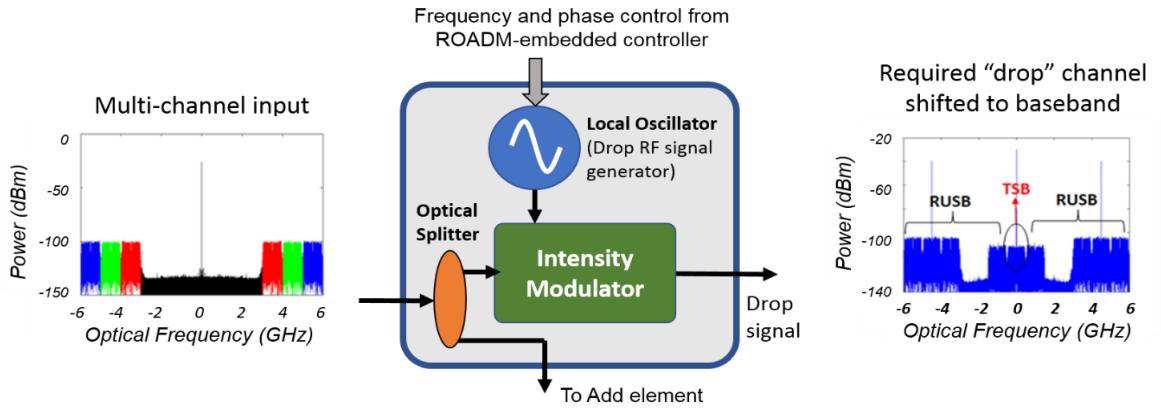 Frequency and phase control from
ROADM-embedded controller
Multi-channel input
0
-50
-100
-150
Power (dBm)
-6 -4 -2 0 2 4 6
Optical Frequency (GHz)
Local Oscillator
(Drop RF signal
generator)
Optical
Splitter
Intensity
Modulator
Drop
signal
To Add element
Required “drop” channel
shifted to baseband
-20
-60
-100
-140
Power (dBm)
RUSB
TSB
RUSB
-6 -4 -2 0 2 4 6
Optical Frequency (GHz)